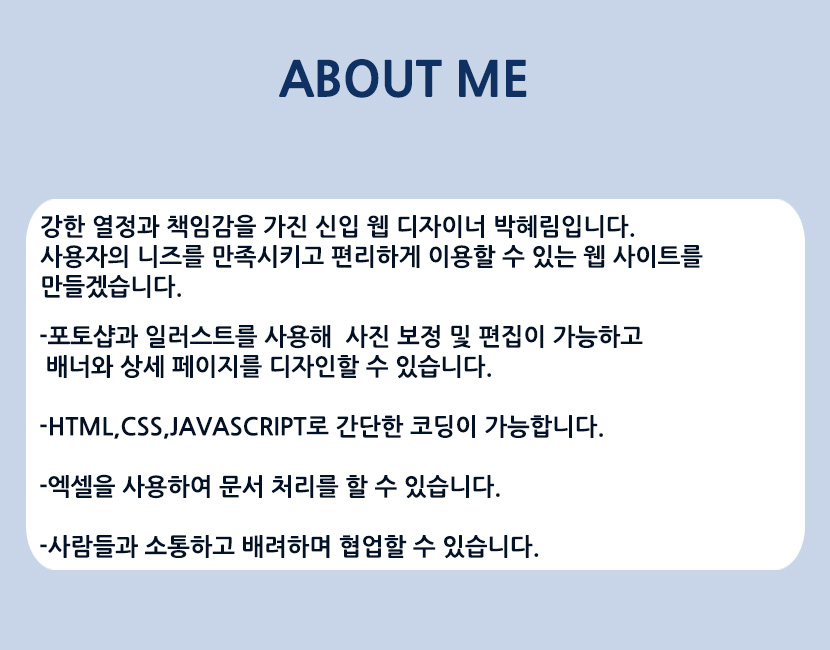 ABOUT ME
강한 열정과 책임감을 가진 신입 웹 디자이너 박혜림입니다.
사용자의 니즈를 만족시키고 편리하게 이용할 수 있는 웹 사이트를
만들겠습니다.
-포토샵과 일러스트를 사용해  사진 보정 및 편집이 가능하고
배너와 상세 페이지를 디자인할 수 있습니다.
-HTML,CSS,JAVASCRIPT로 간단한 코딩이 가능합니다.
-엑셀을 사용하여 문서 처리를 할 수 있습니다.
-사람들과 소통하고 배려하며 협업할 수 있습니다.